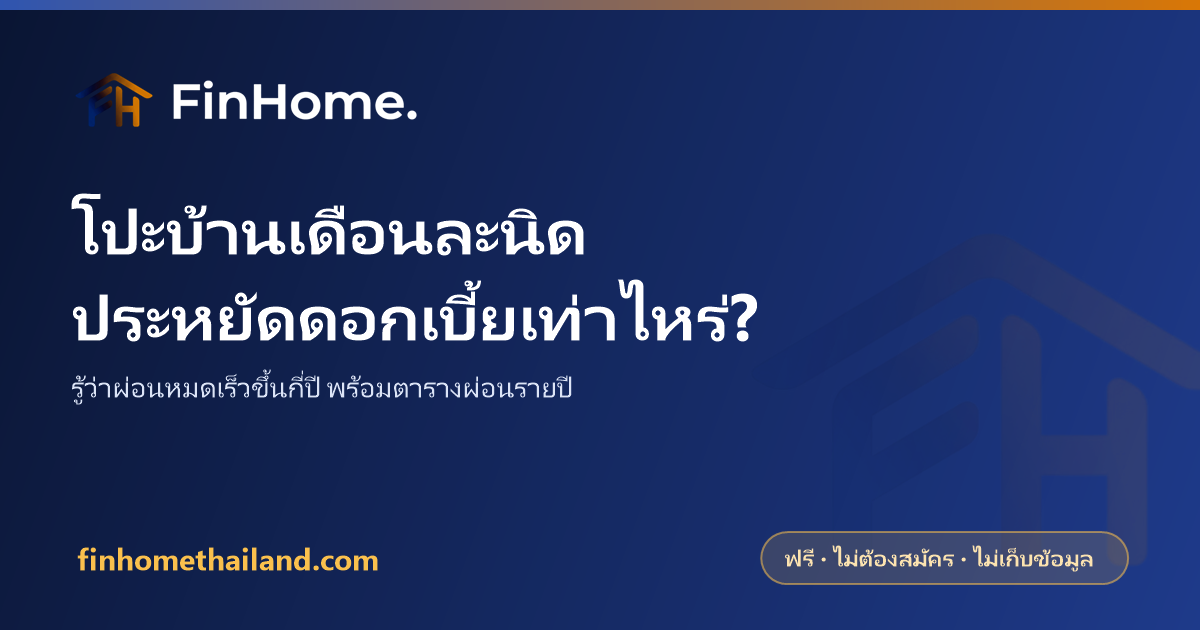 FinHome.
โปะบ้านเดือนละนิด
ประหยัดดอกเบี้ยเท่าไหร่?
รู้ว่าผ่อนหมดเร็วขึ้นกี่ปี พร้อมตารางผ่อนรายปี
finhomethailand.com
ฟรี · ไม่ต้องสมัคร · ไม่เก็บข้อมูล